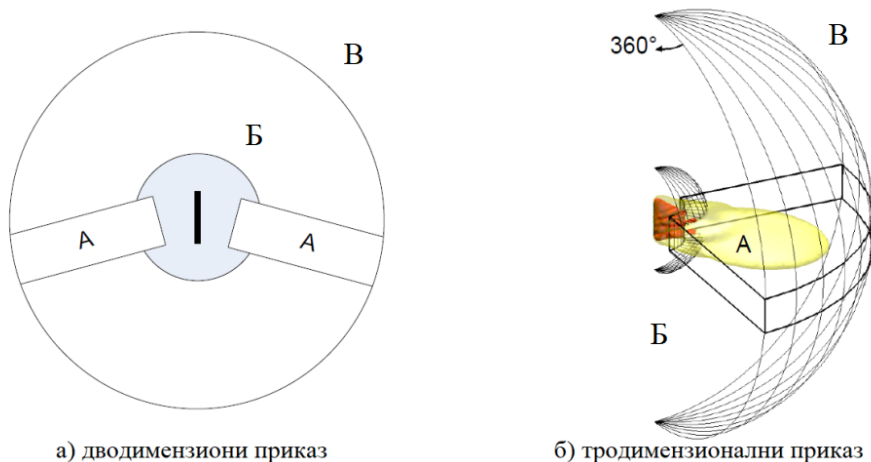 В
Б
А
А
а) дводимензиони приказ
360°
В
А
Б
б) тродимензионални приказ